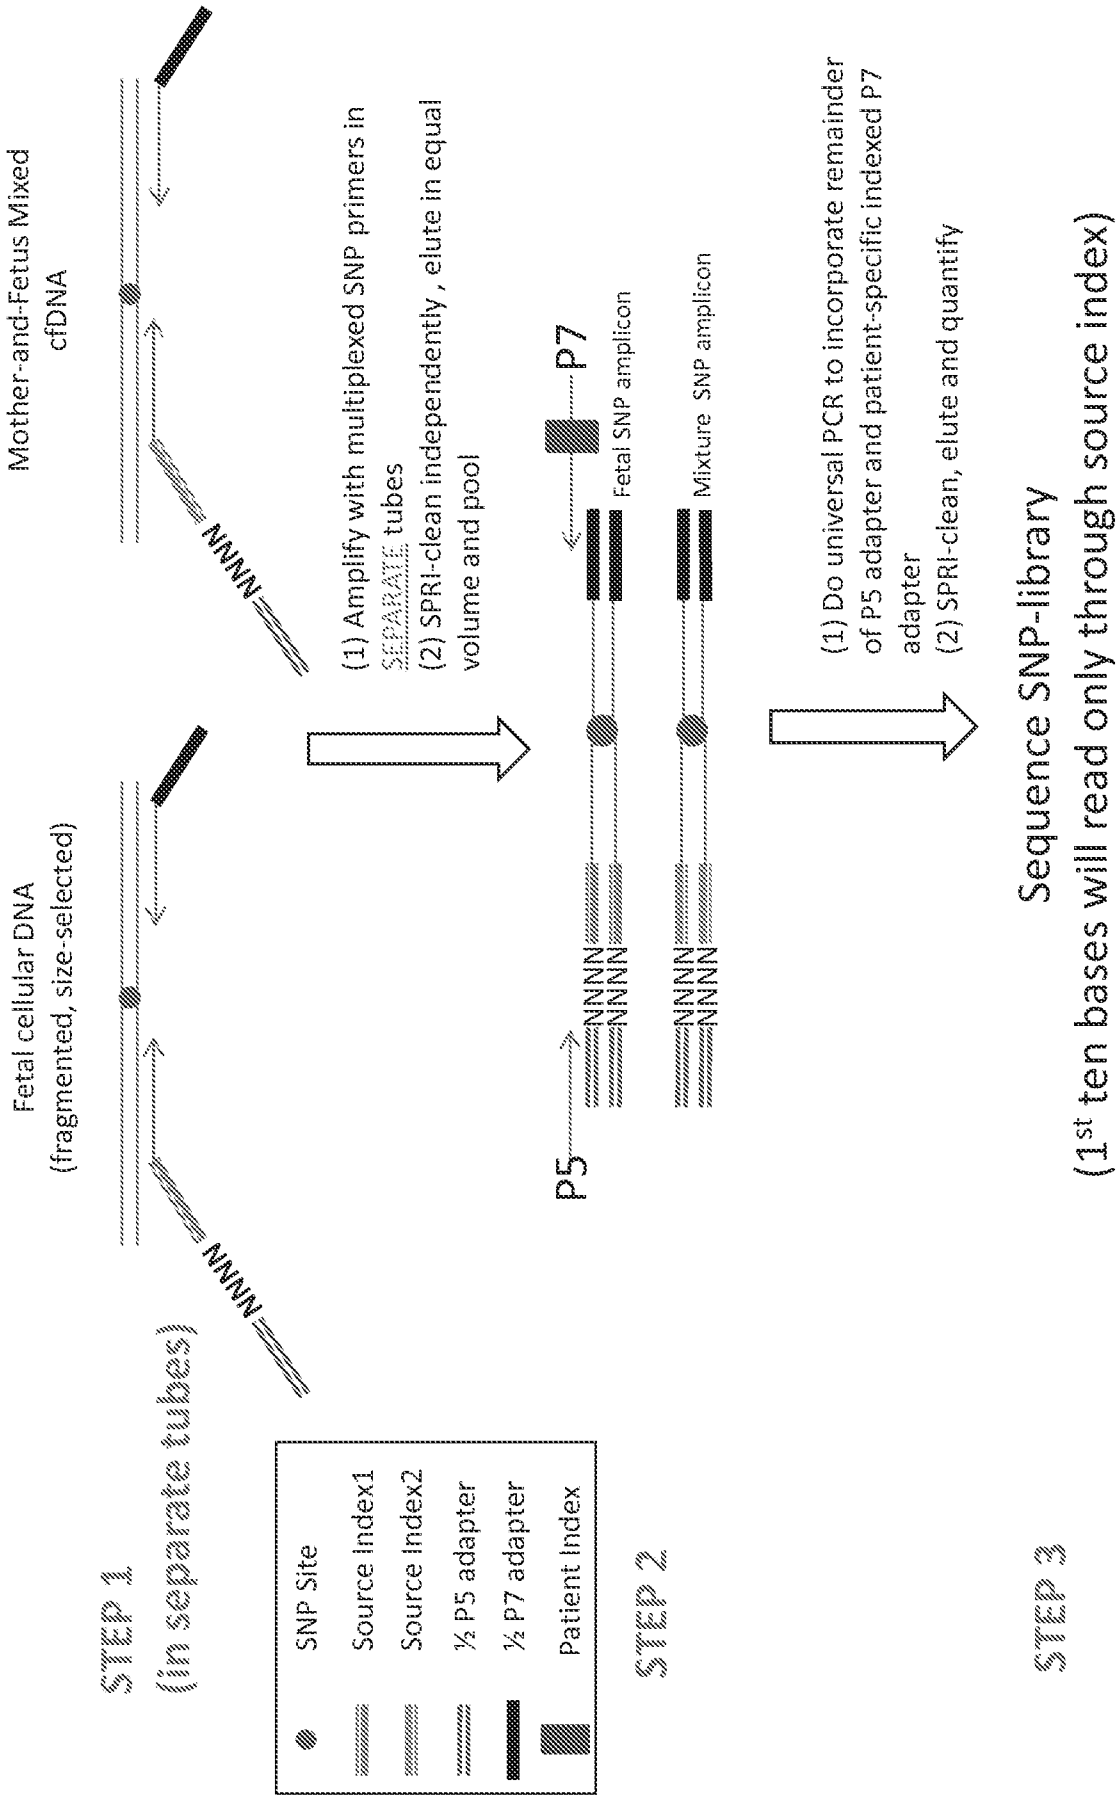 STEP 1
(in separate tubes)
Fetal cellular DNA
(fragmented, size-selected)
Mother-and-Fetus Mixed
cfDNA
NNNN
NNNN
SNP Site
Source Index1
Source Index2
½ P5 adapter
½ P7 adapter
Patient Index
(1) Amplify with multiplexed SNP primers in
SEPARATE tubes
(2) SPRI-clean independently , elute in equal
volume and pool
STEP 2
P5
P7
NNNN
NNNN
Fetal SNP amplicon
NNNN
NNNN
Mixture SNP amplicon
(1) Do universal PCR to incorporate remainder
of P5 adapter and patient-specific indexed P7
adapter
(2) SPRI-clean, elute and quantify
STEP 3
Sequence SNP-library
(1st ten bases will read only through source index)